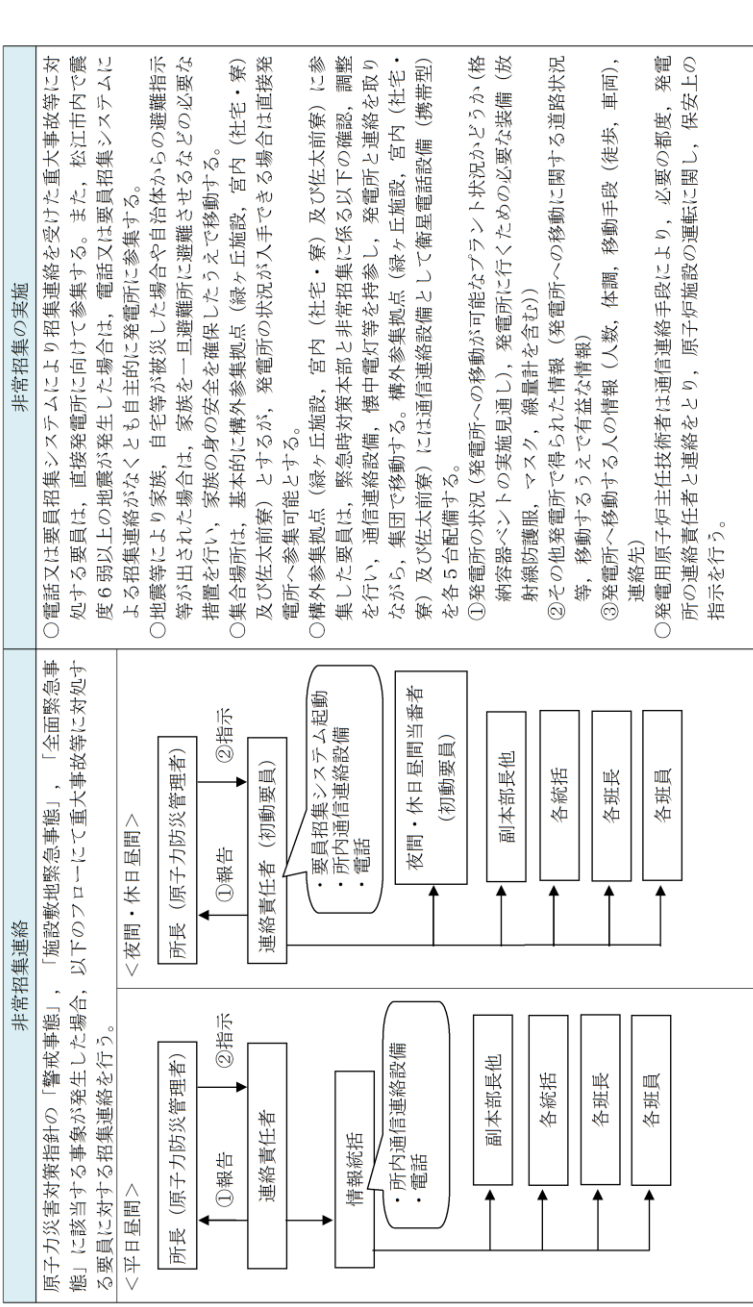 非常招集連絡
原子力災害対策指針の「警戒事態」，「施設敷地緊急事態」，「全面緊急事
態」に該当する事象が発生した場合，以下のフローにて重大事故等に対処す
る要員に対する招集連絡を行う。
＜平日昼間＞
所長（原子力防災管理者）
①報告
②指示
連絡責任者
情報統括
・所内通信連絡設備
・電話
副本部長他
各統括
各班長
各班員
＜夜間・休日昼間＞
所長（原子力防災管理者）
①報告
②指示
連絡責任者（初動要員）
・要員招集システム起動
・所内通信連絡設備
・電話
夜間・休日昼間当番者
（初動要員）
副本部長他
各統括
各班長
各班員
非常招集の実施
○電話又は要員招集システムにより招集連絡を受けた重大事故等に対
処する要員は，直接発電所に向けて参集する。また，松江市内で震
度６弱以上の地震が発生した場合は，電話又は要員招集システムに
よる招集連絡がなくとも自主的に発電所に参集する。
○地震等により家族，自宅等が被災した場合や自治体からの避難指示
等が出された場合は，家族を一旦避難所に避難させるなどの必要な
措置を行い，家族の身の安全を確保したうえで移動する。
○集合場所は，基本的に構外参集拠点（緑ヶ丘施設，宮内（社宅・寮）
及び佐太前寮）とするが，発電所の状況が入手できる場合は直接発
電所へ参集可能とする。
○構外参集拠点（緑ヶ丘施設，宮内（社宅・寮）及び佐太前寮）に参
集した要員は，緊急時対策本部と非常招集に係る以下の確認，調整
を行い，通信連絡設備，懐中電灯等を持参し，発電所と連絡を取り
ながら，集団で移動する。構外参集拠点（緑ヶ丘施設，宮内（社宅・
寮）及び佐太前寮）には通信連絡設備として衛星電話設備（携帯型）
を各５台配備する。
①発電所の状況（発電所への移動が可能なプラント状況かどうか（格
納容器ベントの実施見通し），発電所に行くための必要な装備（放
射線防護服，マスク，線量計を含む））
②その他発電所で得られた情報（発電所への移動に関する道路状況
等，移動するうえで有益な情報）
③発電所へ移動する人の情報（人数，体調，移動手段（徒歩，車両），
連絡先）
○発電用原子炉主任技術者は通信連絡手段により，必要の都度，発電
所の連絡責任者と連絡をとり，原子炉施設の運転に関し，保安上の
指示を行う。